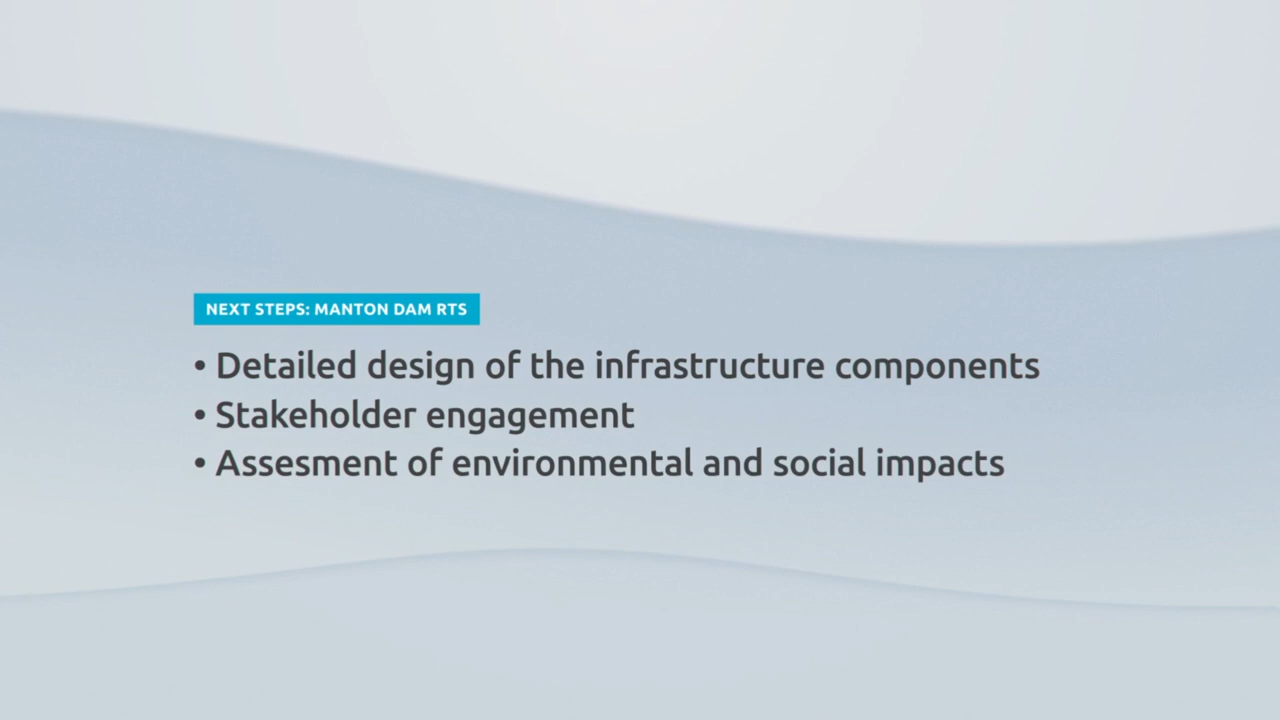 NEXT STEPS: MANTON DAM RTS
• Detailed design of the infrastructure components
• Stakeholder engagement
• Assesment of environmental and social impacts